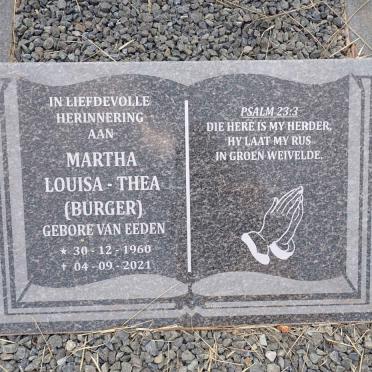 IN LIEFDEVOLLE
HERINNERING
AAN
MARTHA
LOUISA - THEA
(BURGER)
GEBORE VAN EEDEN
★ 30 - 12 - 1960
✝ 04 - 09 - 2021
PSALM 23:3
DIE HERE IS MY HERDER,
HY LAAT MY RUS
IN GROEN WEIVELDE.